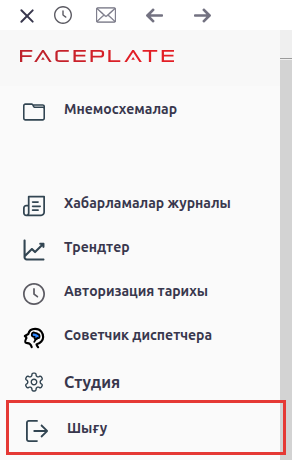 FACEPLATE
Мнемосхемалар
Хабарламалар журналы
Трендтер
Авторизация тарихы
Советчик диспетчера
Студия
Шығу